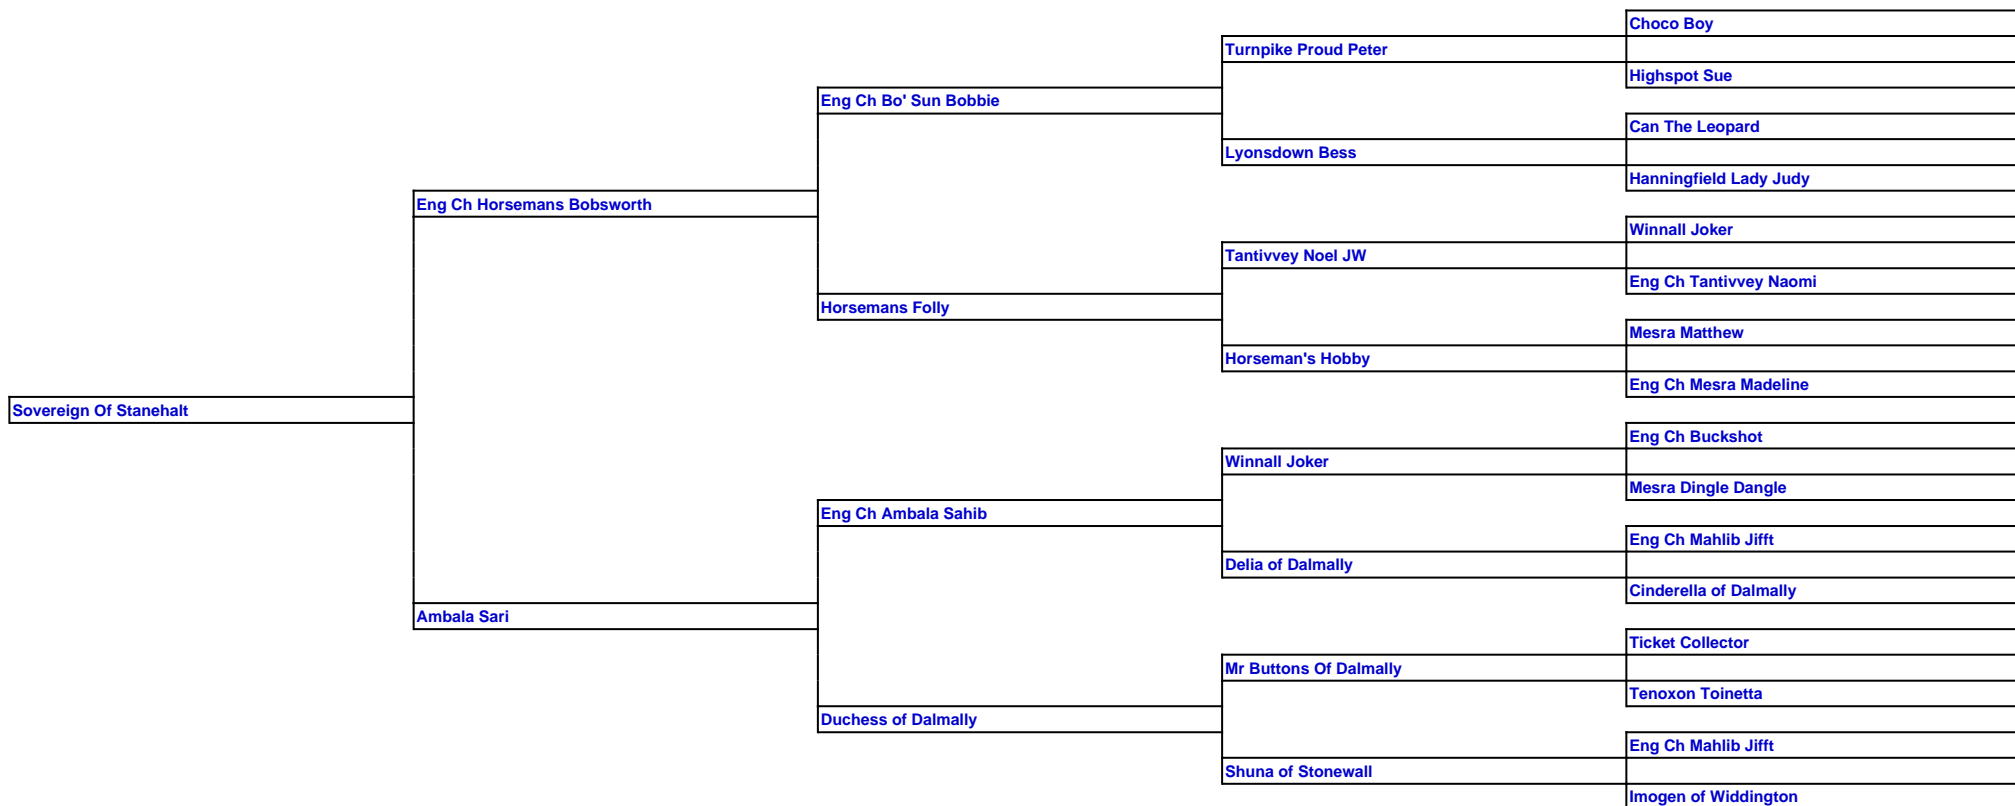 Choco Boy
Turnpike Proud Peter
Highspot Sue
Eng Ch Bo' Sun Bobbie
Can The Leopard
Lyonsdown Bess
Hanningfield Lady Judy
Eng Ch Horsemans Bobsworth
Winnall Joker
Tantivvey Noel JW
Eng Ch Tantivvey Naomi
Horsemans Folly
Mesra Matthew
Horseman's Hobby
Eng Ch Mesra Madeline
Sovereign Of Stanehalt
Eng Ch Buckshot
Winnall Joker
Mesra Dingle Dangle
Eng Ch Ambala Sahib
Eng Ch Mahlib Jifft
Delia of Dalmally
Cinderella of Dalmally
Ambala Sari
Ticket Collector
Mr Buttons Of Dalmally
Tenoxon Toinetta
Duchess of Dalmally
Eng Ch Mahlib Jifft
Shuna of Stonewall
Imogen of Widdington